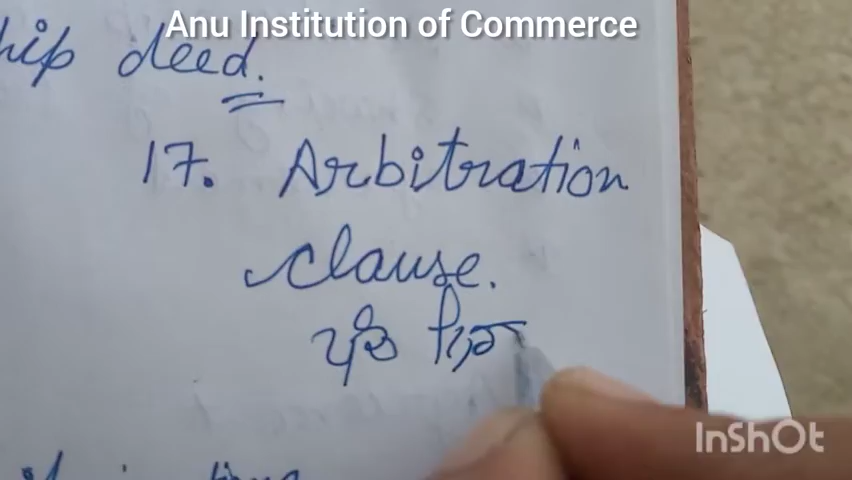 Anu Institution of Commerce
hip deed.
17. Arbitration
clause.
InShOt